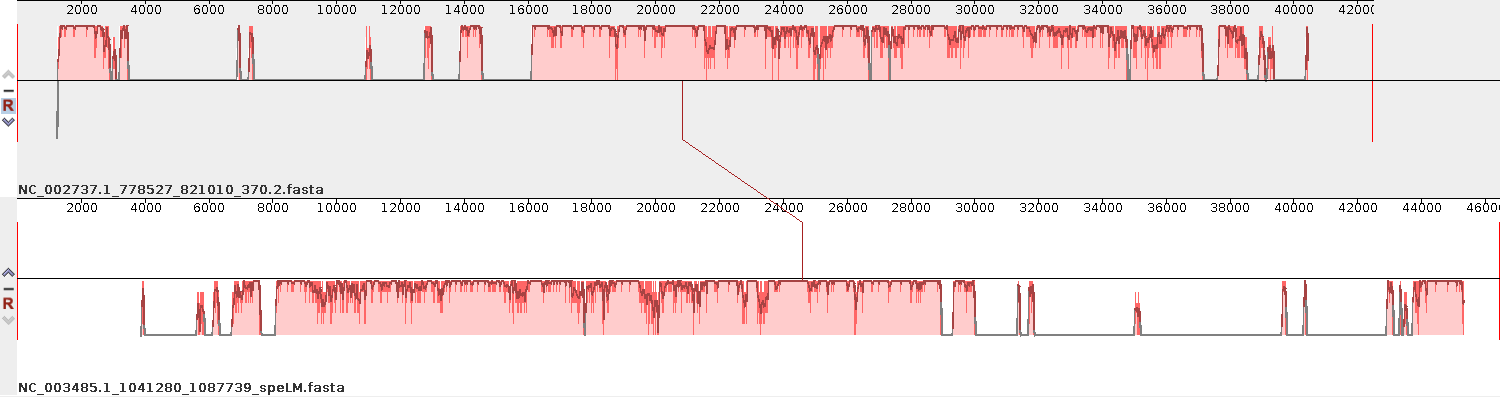 2000 4000 6000 8000 10000 12000 14000 16000 18000 20000 22000 24000 26000 28000 30000 32000 34000 36000 38000 40000 4200
R
NC_002737.1_778527_821010_370.2.fasta
2000 4000 6000 8000 10000 12000 14000 16000 18000 20000 22000 24000 26000 28000 30000 32000 34000 36000 38000 40000 42000 44000 4600
R
NC_003485.1_1041280_1087739_speLM.fasta